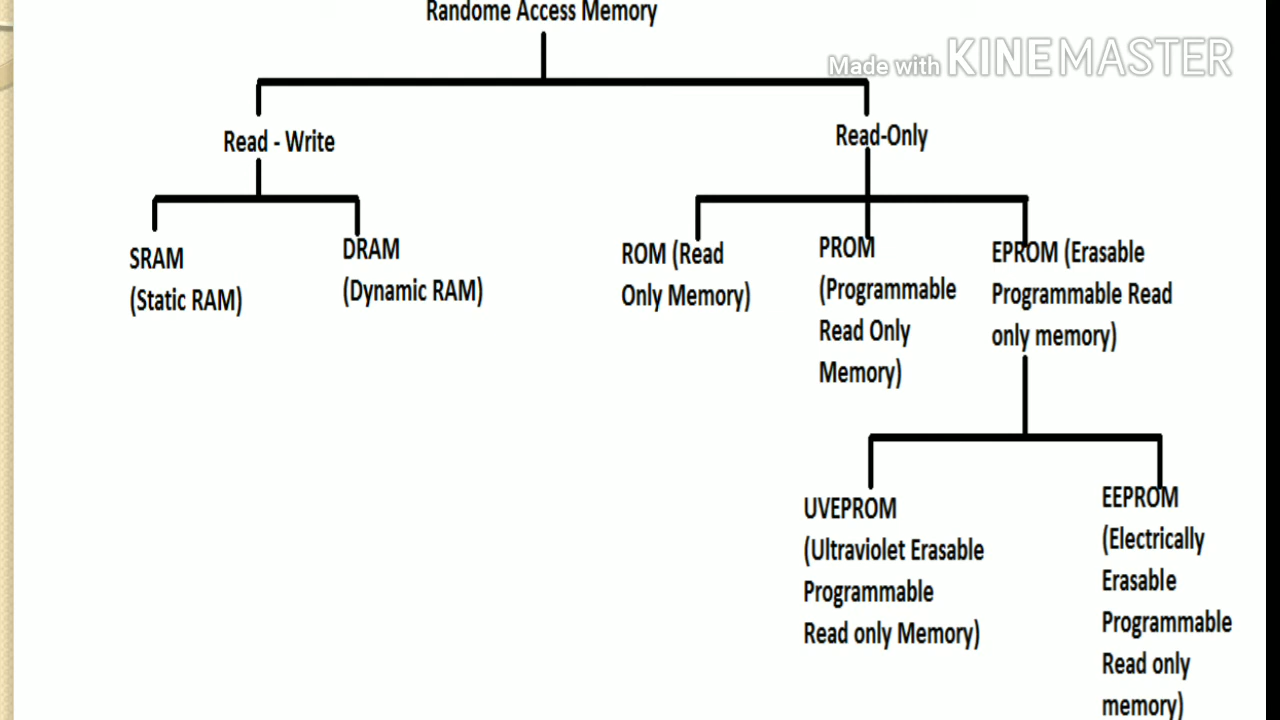 Randome Access Memory
Made with KINEMASTER
Read - Write
Read-Only
SRAM
(Static RAM)
DRAM
(Dynamic RAM)
ROM (Read
Only Memory)
PROM
(Programmable
Read Only
Memory)
EPROM (Erasable
Programmable Read
only memory)
UVEPROM
(Ultraviolet Erasable
Programmable
Read only Memory)
EEPROM
(Electrically
Erasable
Programmable
Read only
memory)